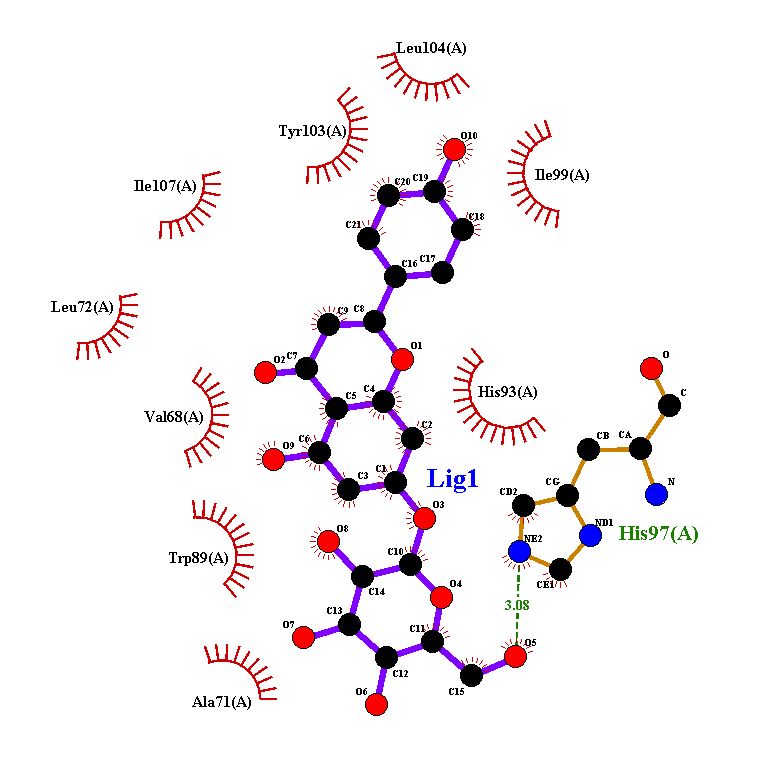 Leu104(A)
Tyr103(A)
O10
Ile99(A)
Ile107(A)
C20
C19
C21
C18
C16
C17
Leu72(A)
C9
C8
O2
C7
O1
Val68(A)
C5
C4
His93(A)
O
C
O9
C6
C2
CB
CA
C3
C1
Lig1
CD2
CG
N
O3
Trp89(A)
O8
NE2
ND1
His97(A)
C10
CE1
C14
O4
3.08
O7
C13
C11
O5
Ala71(A)
C12
O6
C15